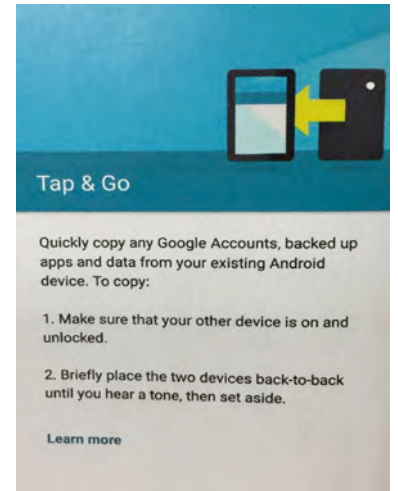 Tap & Go
Quickly copy any Google Accounts, backed up
apps and data from your existing Android
device. To copy:
1. Make sure that your other device is on and
unlocked.
2. Briefly place the two devices back-to-back
until you hear a tone, then set aside.
Learn more